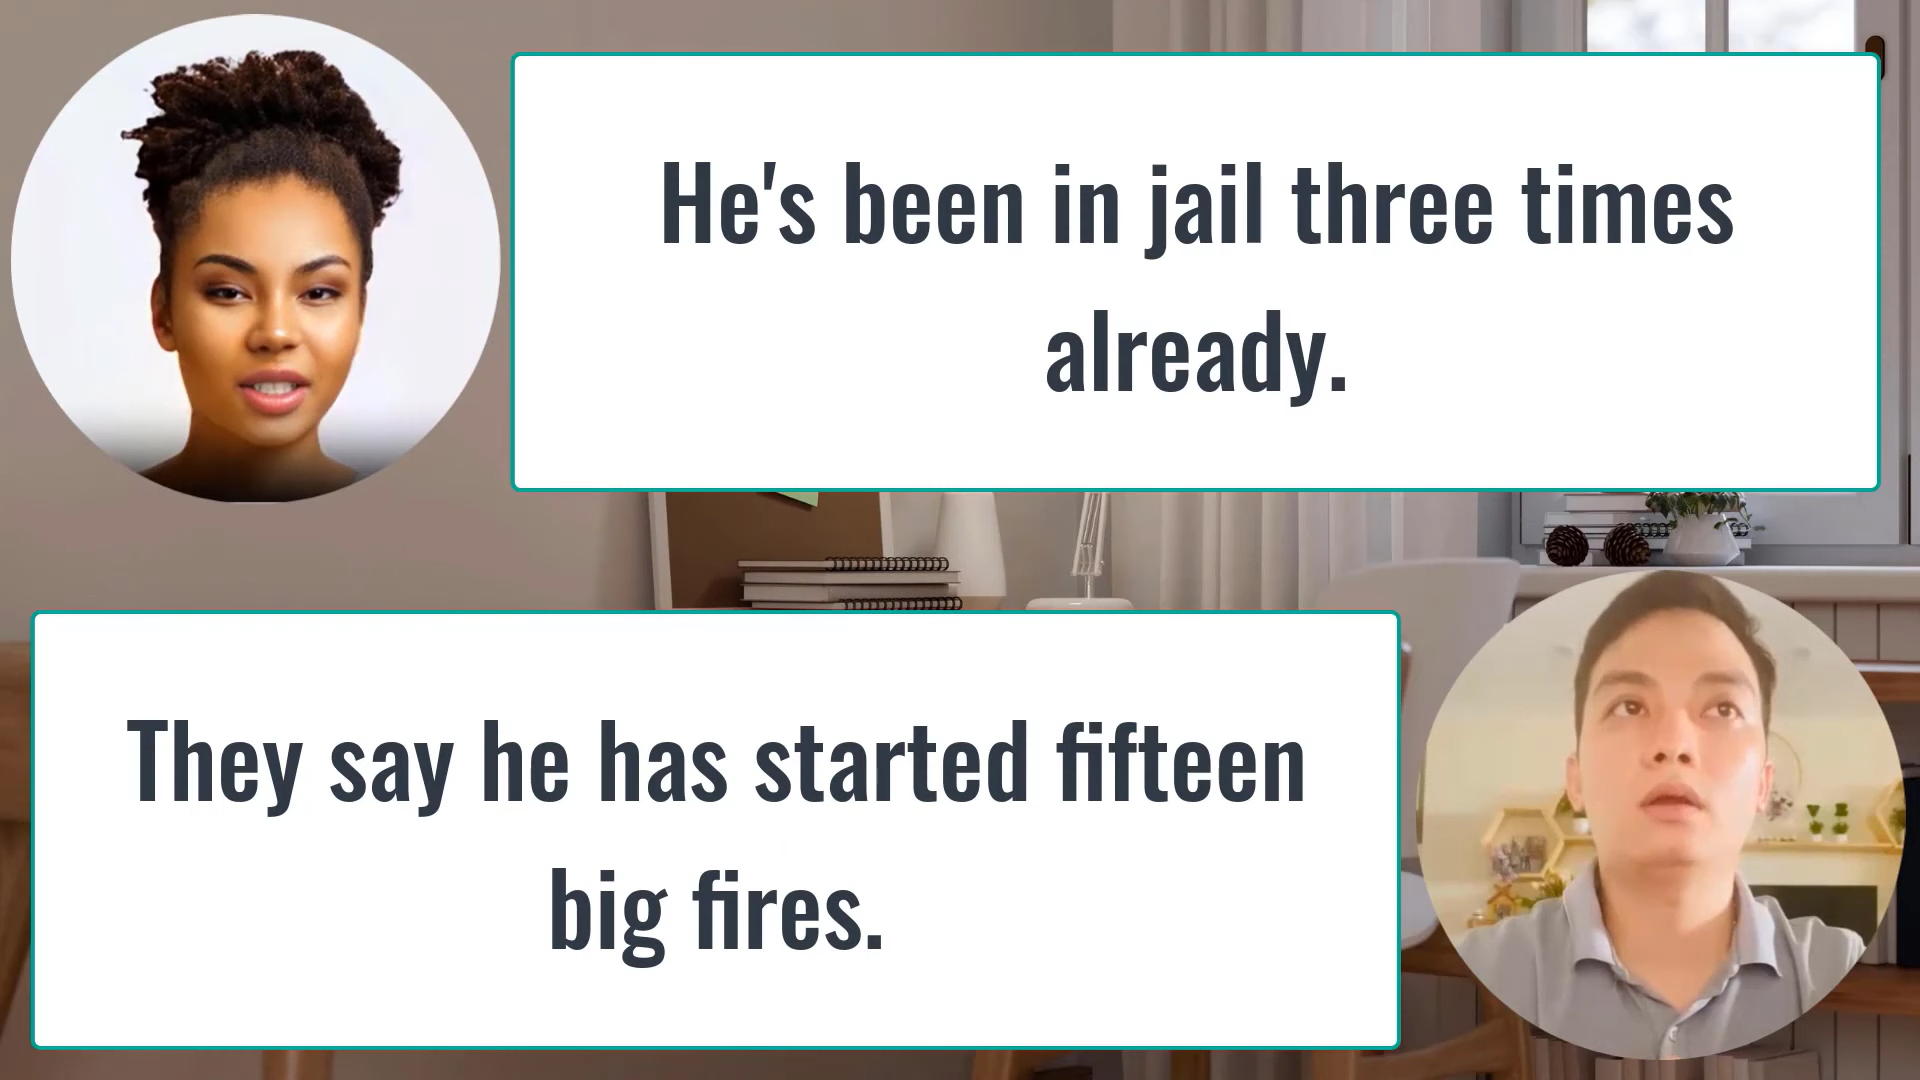 He's been in jail three times
already.
They say he has started fifteen
big fires.